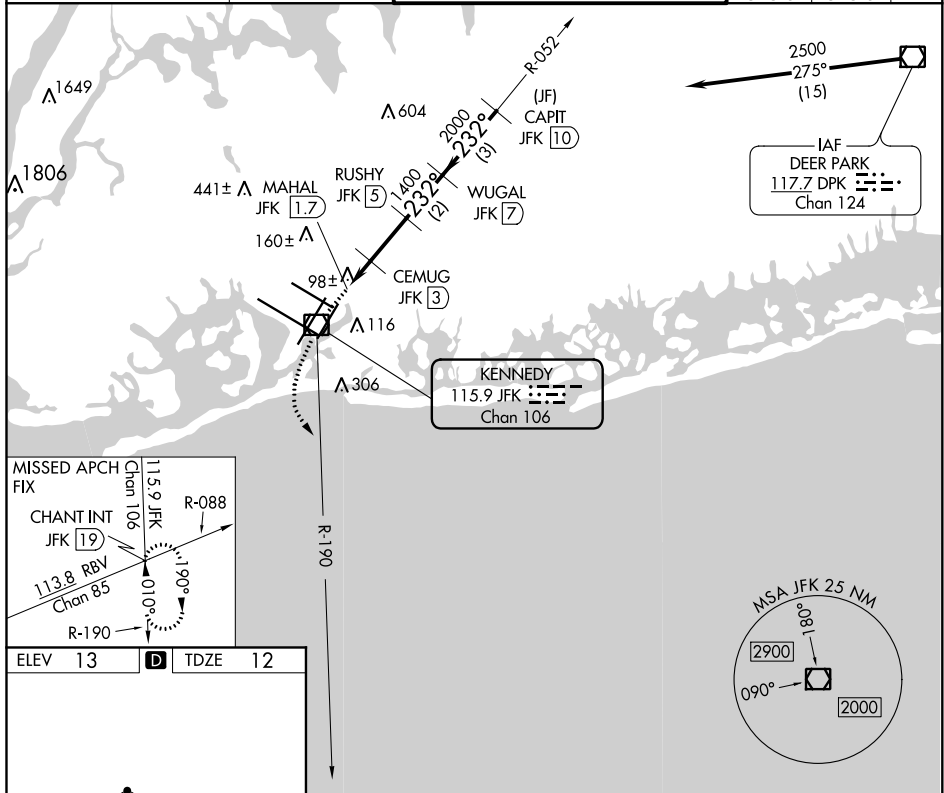 1649
1806
604
R-052
(JF)
CAPIT
JFK 10
2000
232°
(3)
2500
275°
(15)
IAF
DEER PARK
117.7 DPK
Chan 124
441±
MAHAL
JFK 1.7
RUSHY
JFK 5
1400
232°
(2)
WUGAL
JFK 7
160±
98±
CEMUG
JFK 3
116
306
KENNEDY
115.9 JFK
Chan 106
R-190
MISSED APCH
FIX
Chan 106
115.9 JFK
CHANT INT
JFK 19
R-088
113.8 RBV
Chan 85
010°
190°
R-190
MSA JFK 25 NM
180°
2900
090°
2000
ELEV 13 D TDZE 12